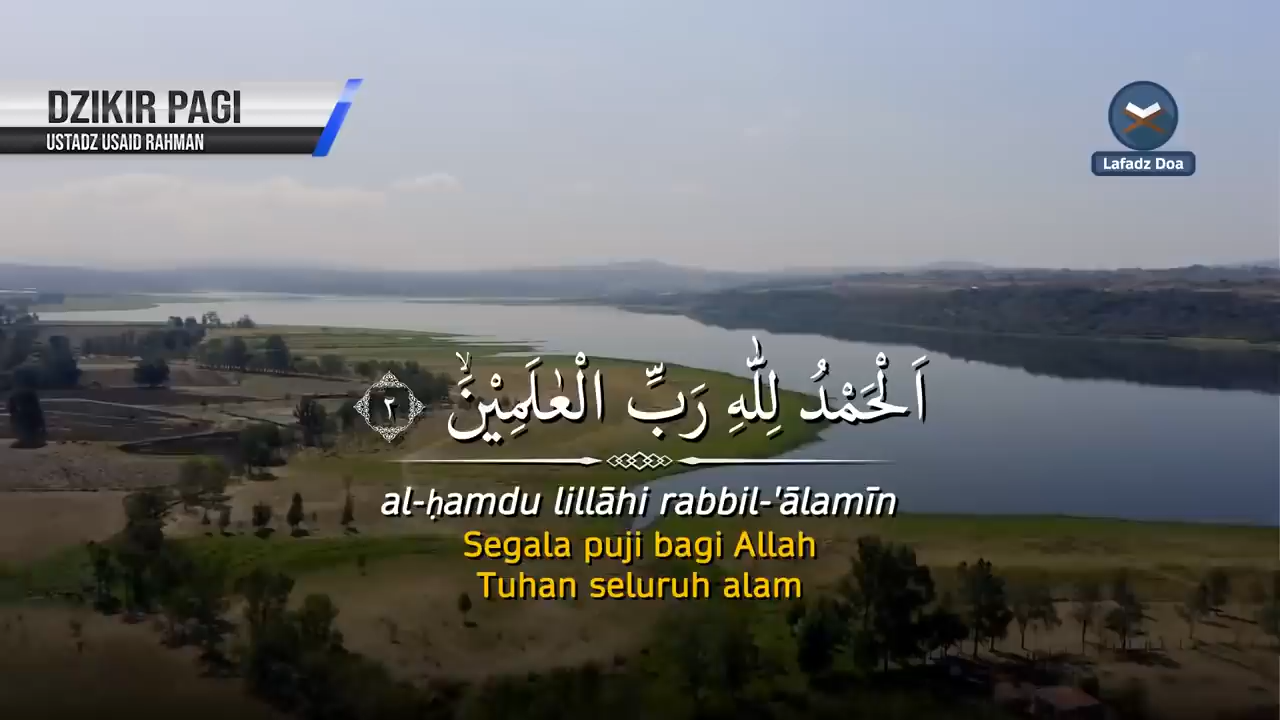 DZIKIR PAGI
USTADZ USAID RAHMAN
Lafadz Doa
اَلْحَمْدُ لِلّٰهِ رَبِّ الْعٰلَمِيْنَۙ ٢
al-ḥamdu lillāhi rabbil-'ālamīn
Segala puji bagi Allah
Tuhan seluruh alam